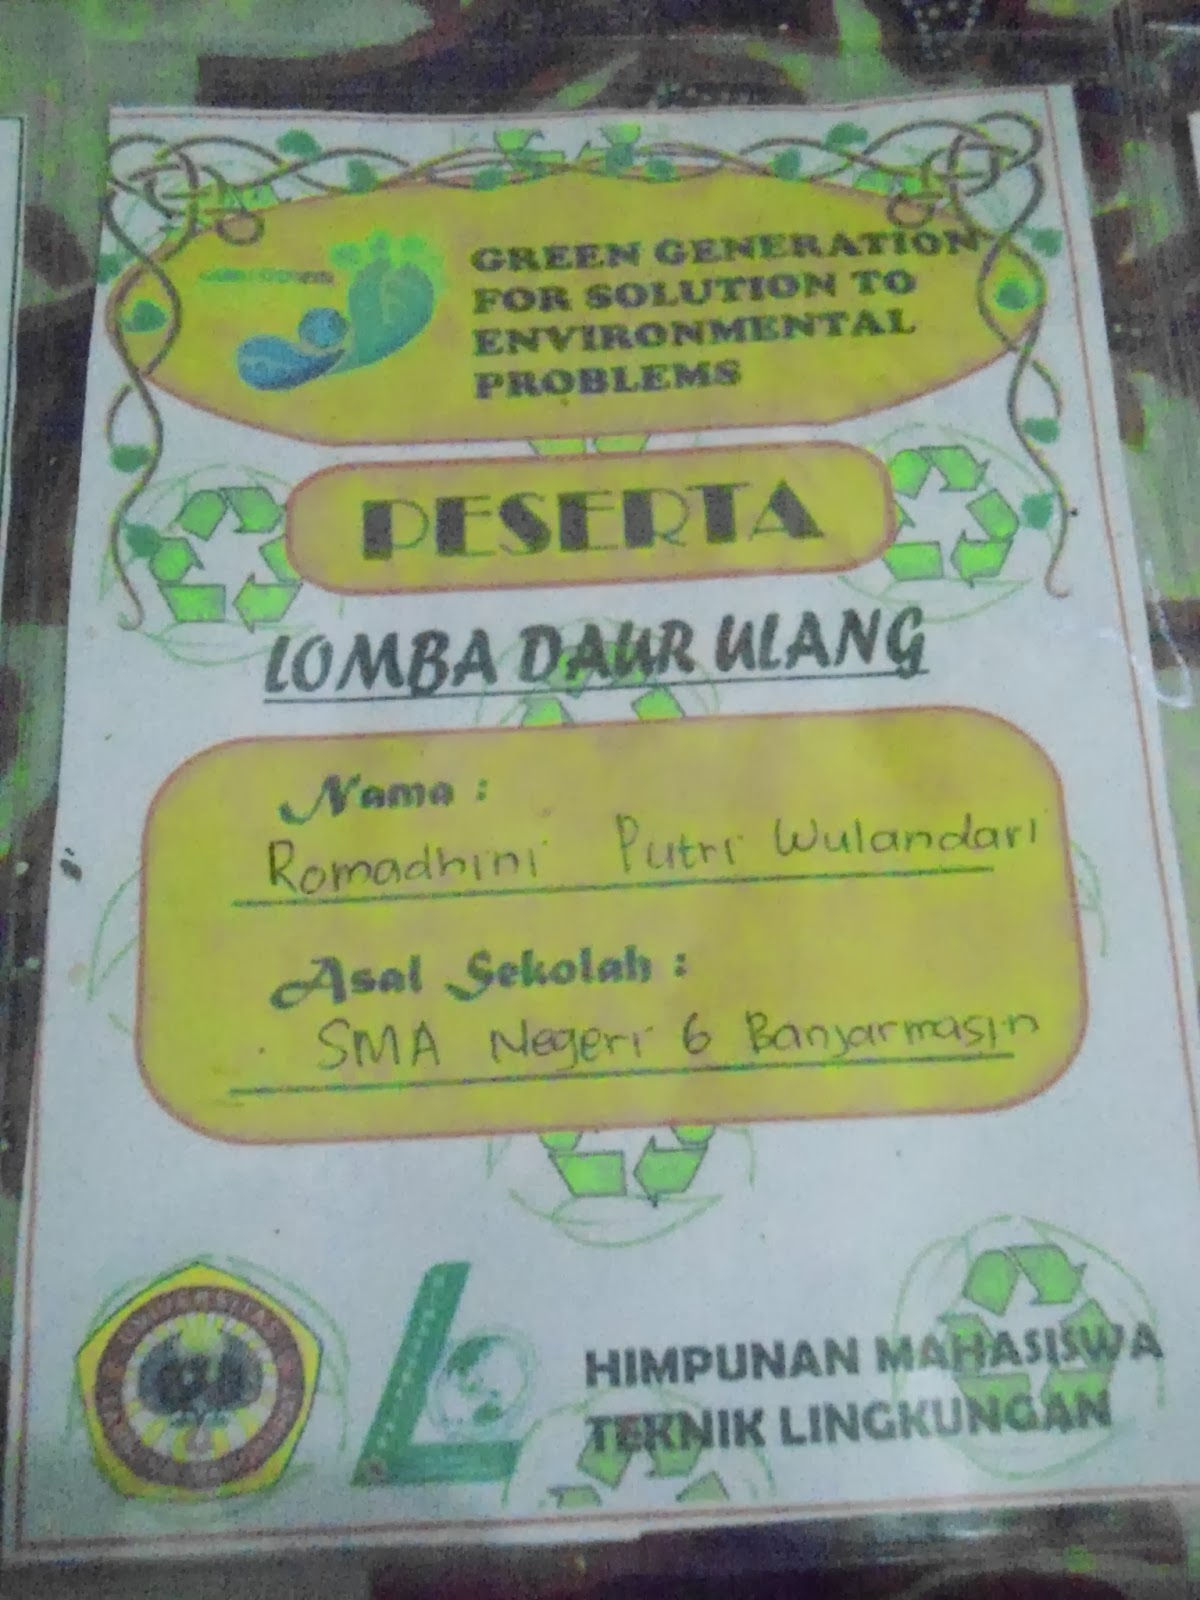 GREEN GENERATION
FOR SOLUTION TO
ENVIRONMENTAL
PROBLEMS
PESERTA
LOMBA DAUR ULANG
Nama :
Romadhini Putri Wulandari
Asal Sekolah :
SMA Negeri 6 Banjarmasin
UNIVERSITAS
HIMPUNAN MAHASISWA
TEKNIK LINGKUNGAN